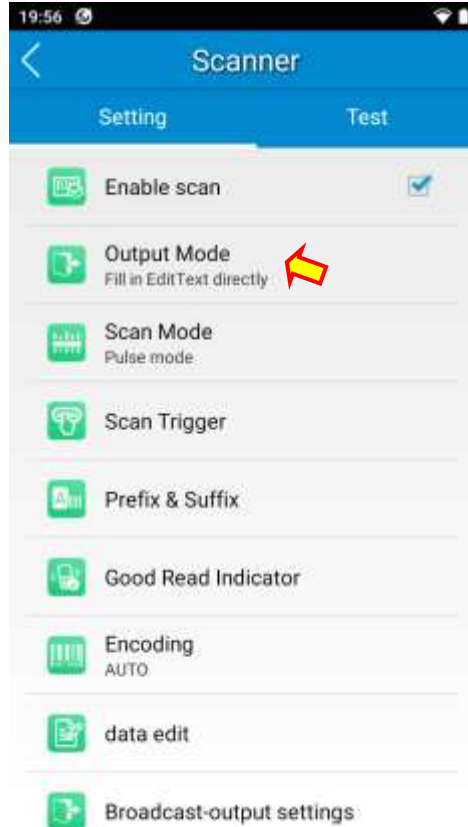 19:56
Scanner
Setting Test
Enable scan
Output Mode
Fill in EditText directly
Scan Mode
Pulse mode
Scan Trigger
Prefix & Suffix
Good Read Indicator
Encoding
AUTO
data edit
Broadcast-output settings